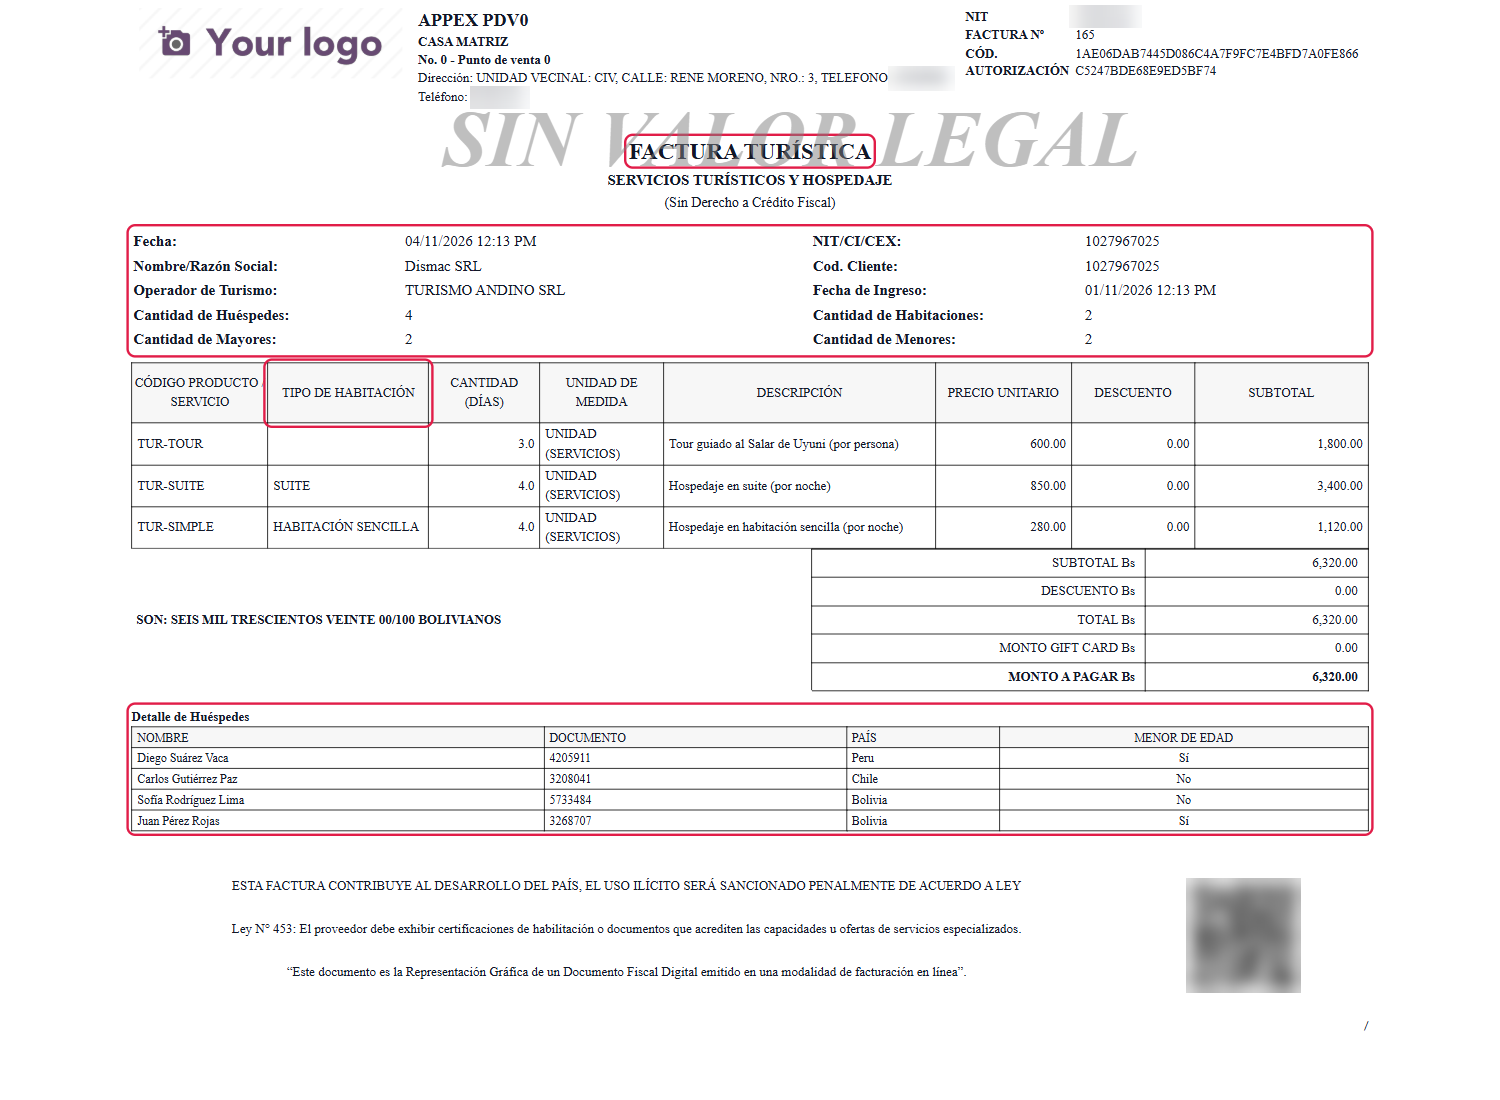 Your logo
APPEX PDV0
CASA MATRIZ
No. 0 - Punto de venta 0
Dirección: UNIDAD VECINAL: CIV, CALLE: RENE MORENO, NRO.: 3, TELEFONO
Teléfono:
NIT
FACTURA Nº 165
CÓD. 1AE06DAB7445D086C4A7F9FC7E4BFD7A0FE866
AUTORIZACIÓN C5247BDE68E9ED5BF74
SIN VALOR LEGAL
FACTURA TURÍSTICA
SERVICIOS TURÍSTICOS Y HOSPEDAJE
(Sin Derecho a Crédito Fiscal)
Fecha: 04/11/2026 12:13 PM NIT/CI/CEX: 1027967025
Nombre/Razón Social: Dismac SRL Cod. Cliente: 1027967025
Operador de Turismo: TURISMO ANDINO SRL Fecha de Ingreso: 01/11/2026 12:13 PM
Cantidad de Huéspedes: 4 Cantidad de Habitaciones: 2
Cantidad de Mayores: 2 Cantidad de Menores: 2
CÓDIGO PRODUCTO / SERVICIO TIPO DE HABITACIÓN CANTIDAD (DÍAS) UNIDAD DE MEDIDA DESCRIPCIÓN PRECIO UNITARIO DESCUENTO SUBTOTAL
TUR-TOUR 3.0 UNIDAD (SERVICIOS) Tour guiado al Salar de Uyuni (por persona) 600.00 0.00 1,800.00
TUR-SUITE SUITE 4.0 UNIDAD (SERVICIOS) Hospedaje en suite (por noche) 850.00 0.00 3,400.00
TUR-SIMPLE HABITACIÓN SENCILLA 4.0 UNIDAD (SERVICIOS) Hospedaje en habitación sencilla (por noche) 280.00 0.00 1,120.00
SUBTOTAL Bs 6,320.00
DESCUENTO Bs 0.00
SON: SEIS MIL TRESCIENTOS VEINTE 00/100 BOLIVIANOS TOTAL Bs 6,320.00
MONTO GIFT CARD Bs 0.00
MONTO A PAGAR Bs 6,320.00
Detalle de Huéspedes
NOMBRE DOCUMENTO PAÍS MENOR DE EDAD
Diego Suárez Vaca 4205911 Peru Sí
Carlos Gutiérrez Paz 3208041 Chile No
Sofía Rodríguez Lima 5733484 Bolivia No
Juan Pérez Rojas 3268707 Bolivia Sí
ESTA FACTURA CONTRIBUYE AL DESARROLLO DEL PAÍS, EL USO ILÍCITO SERÁ SANCIONADO PENALMENTE DE ACUERDO A LEY
Ley N° 453: El proveedor debe exhibir certificaciones de habilitación o documentos que acrediten las capacidades u ofertas de servicios especializados.
“Este documento es la Representación Gráfica de un Documento Fiscal Digital emitido en una modalidad de facturación en línea”.
/